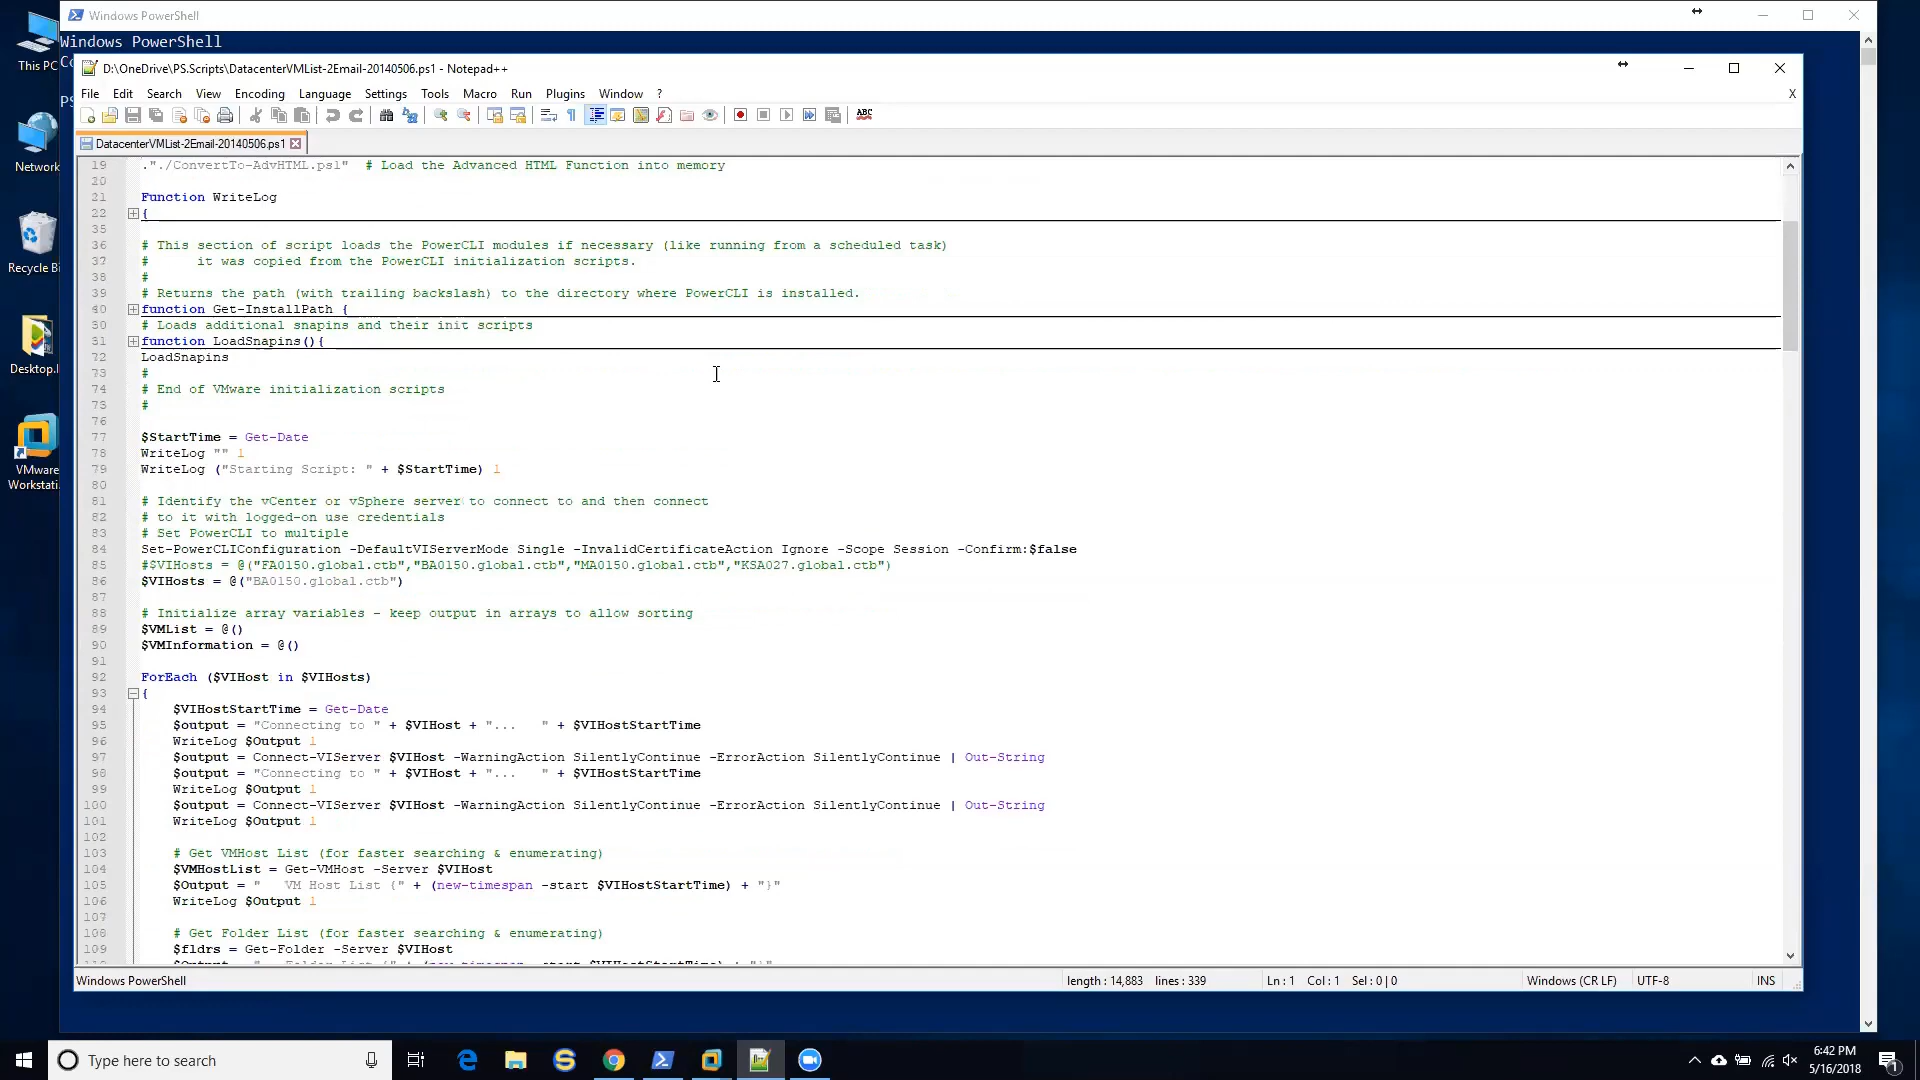 Windows PowerShell
Windows PowerShell
This PC
D:\OneDrive\PS.Scripts\DatacenterVMList-2Email-20140506.ps1 - Notepad++
File Edit Search View Encoding Language Settings Tools Macro Run Plugins Window ? X
ABC
DatacenterVMList-2Email-20140506.ps1
Network
Recycle Bi
Desktop.l
VMware
Workstati.
19 ."./ConvertTo-AdvHTML.ps1" # Load the Advanced HTML Function into memory
20
21 Function WriteLog
22 {
35
36 # This section of script loads the PowerCLI modules if necessary (like running from a scheduled task)
37 # it was copied from the PowerCLI initialization scripts.
38 #
39 # Returns the path (with trailing backslash) to the directory where PowerCLI is installed.
40 function Get-InstallPath {
50 # Loads additional snapins and their init scripts
51 function LoadSnapins(){
72 LoadSnapins
73 #
74 # End of VMware initialization scripts
75 #
76
77 $StartTime = Get-Date
78 WriteLog "" 1
79 WriteLog ("Starting Script: " + $StartTime) 1
80
81 # Identify the vCenter or vSphere server to connect to and then connect
82 # to it with logged-on use credentials
83 # Set PowerCLI to multiple
84 Set-PowerCLIConfiguration -DefaultVIServerMode Single -InvalidCertificateAction Ignore -Scope Session -Confirm:$false
85 #$VIHosts = @("FA0150.global.ctb","BA0150.global.ctb","MA0150.global.ctb","KSA027.global.ctb")
86 $VIHosts = @("BA0150.global.ctb")
87
88 # Initialize array variables - keep output in arrays to allow sorting
89 $VMList = @()
90 $VMInformation = @()
91
92 ForEach ($VIHost in $VIHosts)
93 {
94 $VIHostStartTime = Get-Date
95 $output = "Connecting to " + $VIHost + "... " + $VIHostStartTime
96 WriteLog $Output 1
97 $output = Connect-VIServer $VIHost -WarningAction SilentlyContinue -ErrorAction SilentlyContinue | Out-String
98 $output = "Connecting to " + $VIHost + "... " + $VIHostStartTime
99 WriteLog $Output 1
100 $output = Connect-VIServer $VIHost -WarningAction SilentlyContinue -ErrorAction SilentlyContinue | Out-String
101 WriteLog $Output 1
102
103 # Get VMHost List (for faster searching & enumerating)
104 $VMHostList = Get-VMHost -Server $VIHost
105 $Output = " VM Host List {" + (new-timespan -start $VIHostStartTime) + "}"
106 WriteLog $Output 1
107
108 # Get Folder List (for faster searching & enumerating)
109 $fldrs = Get-Folder -Server $VIHost
Windows PowerShell length : 14,883 lines : 339 Ln : 1 Col : 1 Sel : 0 | 0 Windows (CR LF) UTF-8 INS
Type here to search
6:42 PM
5/16/2018
1